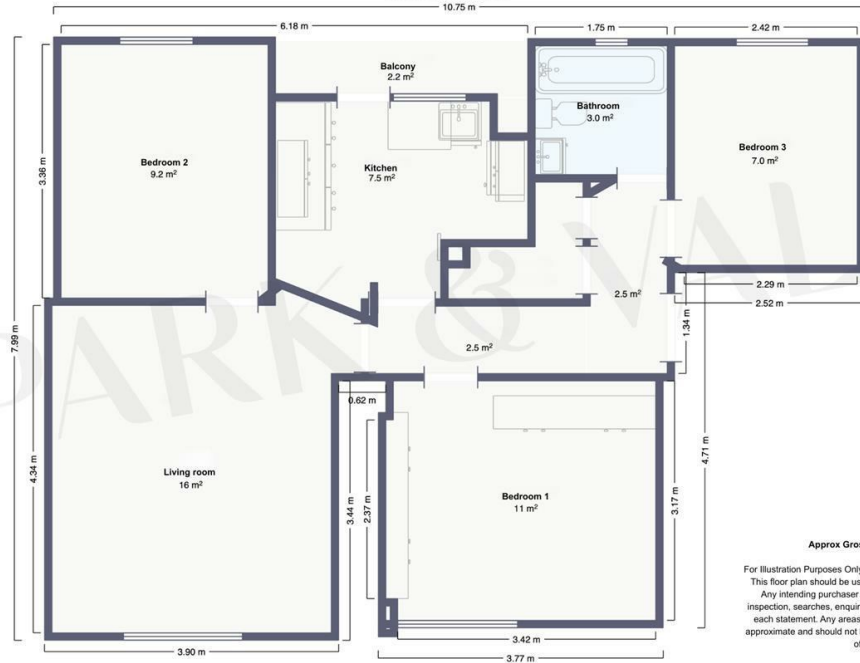 10.75 m
6.18 m
1.75 m
2.42 m
Balcony
2.2 m²
Bathroom
3.0 m²
Bedroom 2
9.2 m²
Kitchen
7.5 m²
Bedroom 3
7.0 m²
3.36 m
7.99 m
2.29 m
2.52 m
2.5 m²
1.34 m
2.5 m²
PARK & VAL
0.62 m
4.34 m
Living room
16 m²
3.44 m
2.37 m
Bedroom 1
11 m²
3.17 m
4.71 m
3.90 m
3.42 m
3.77 m
Approx Gros
For Illustration Purposes Only
This floor plan should be us
Any intending purchaser
inspection, searches, enquir
each statement. Any areas
approximate and should not
of